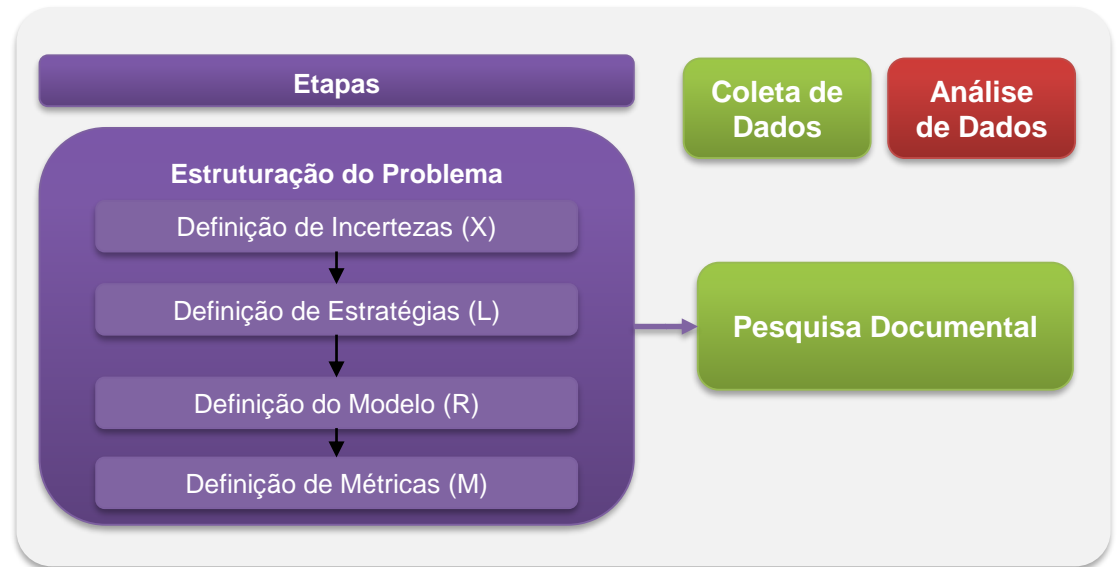 Etapas
Coleta de
Dados
Análise
de Dados
Estruturação do Problema
Definição de Incertezas (X)
Definição de Estratégias (L)
Definição do Modelo (R)
Definição de Métricas (M)
Pesquisa Documental